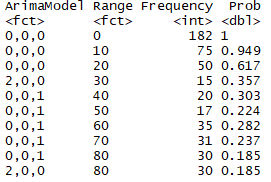 ArimaModel Range Frequency Prob
<fct> <fct> <int> <dbl>
0,0,0 0 182 1
0,0,0 10 75 0.949
0,0,0 20 50 0.617
2,0,0 30 15 0.357
0,0,1 40 20 0.303
0,0,1 50 17 0.224
0,0,1 60 35 0.282
0,0,1 70 31 0.237
0,0,1 80 30 0.185
2,0,0 80 30 0.185